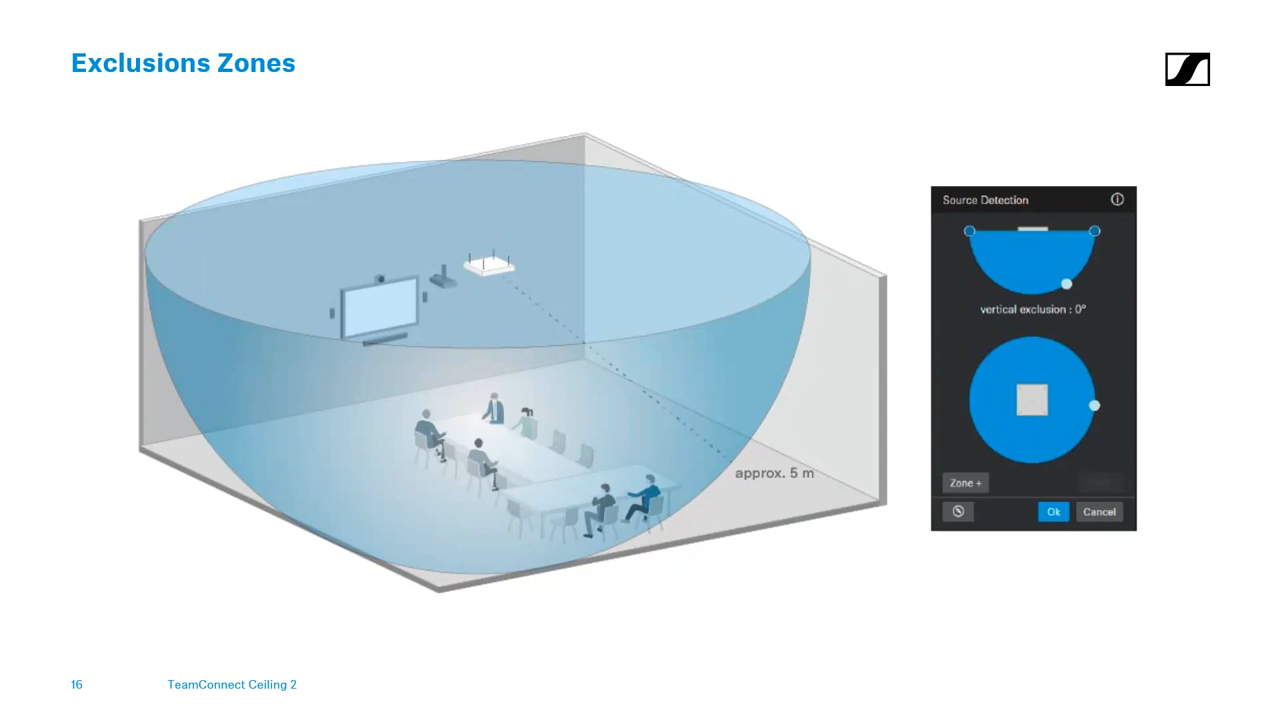 Exclusions Zones
Source Detection
vertical exclusion : 0°
approx. 5 m
Zone +
Ok
Cancel
16
TeamConnect Ceiling 2